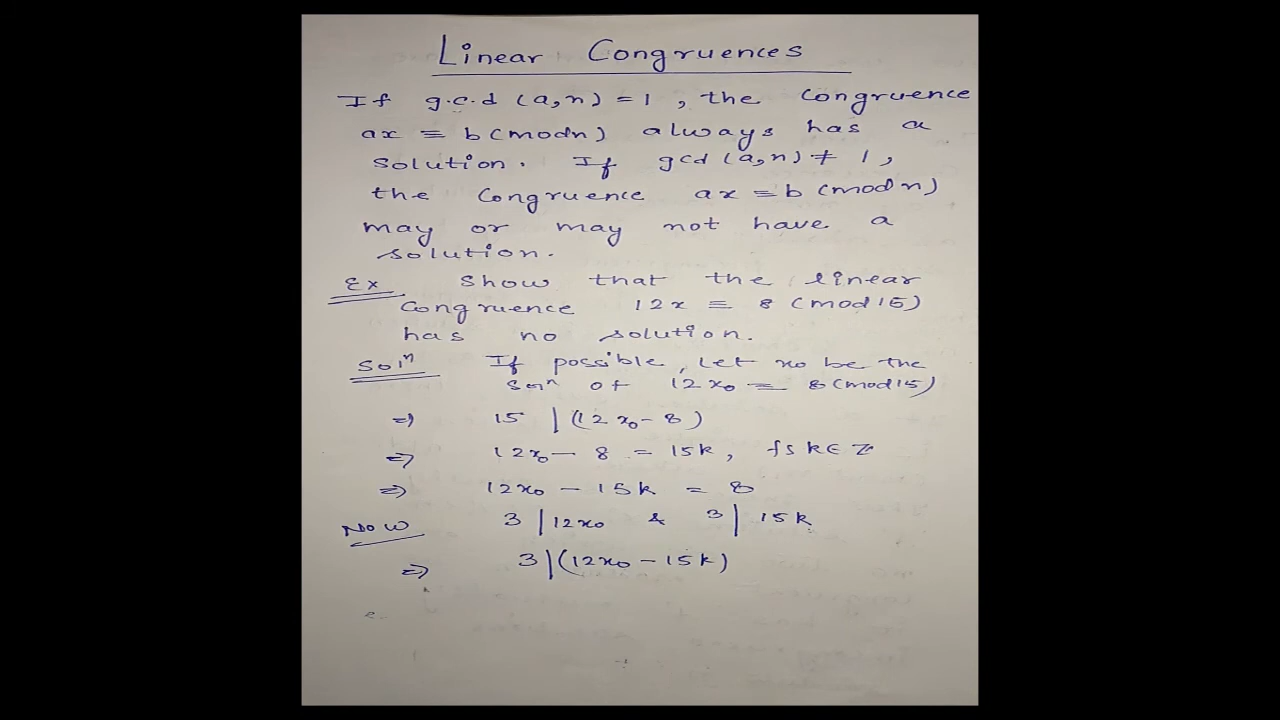 Linear Congruences
If g.c.d (a,n) = 1, the congruence
ax ≡ b (mod n) always has a
solution. If gcd (a,n) ≠ 1,
the congruence ax ≡ b (mod n)
may or may not have a
solution.
Ex Show that the linear
Congruence 12x ≡ 8 (mod 15)
has no solution.
Solⁿ If possible, Let x₀ be the
Solⁿ of 12x₀ ≡ 8 (mod 15)
⇒ 15 | (12x₀ - 8)
⇒ 12x₀ - 8 = 15k, fs k ∈ Z
⇒ 12x₀ - 15k = 8
Now 3 | 12x₀ & 3 | 15k
⇒ 3 | (12x₀ - 15k)